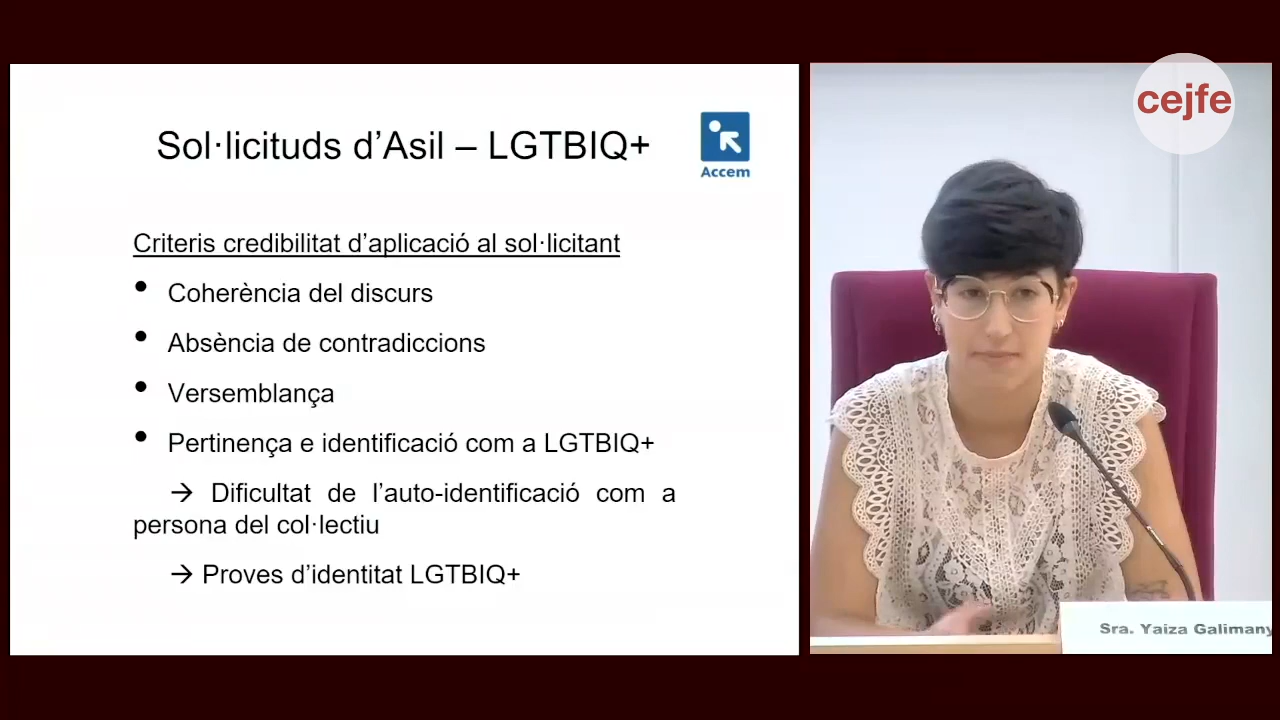 Sol·licituds d'Asil – LGTBIQ+
Accem
Criteris credibilitat d'aplicació al sol·licitant
• Coherència del discurs
• Absència de contradiccions
• Versemblança
• Pertinença e identificació com a LGTBIQ+
→ Dificultat de l'auto-identificació com a
persona del col·lectiu
→ Proves d'identitat LGTBIQ+
cejfe
Sra. Yaiza Galimany